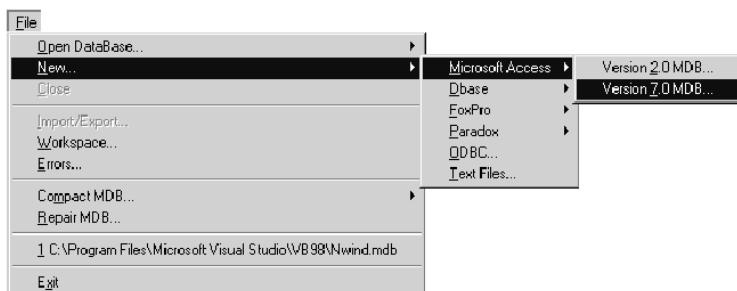 File
Open DataBase...
New...
Close
Import/Export...
Workspace...
Errors...
Compact MDB...
Repair MDB...
1 C:\Program Files\Microsoft Visual Studio\VB98\Nwind.mdb
Exit
Microsoft Access
Dbase
FoxPro
Paradox
ODBC...
Text Files...
Version 2.0 MDB...
Version 7.0 MDB...